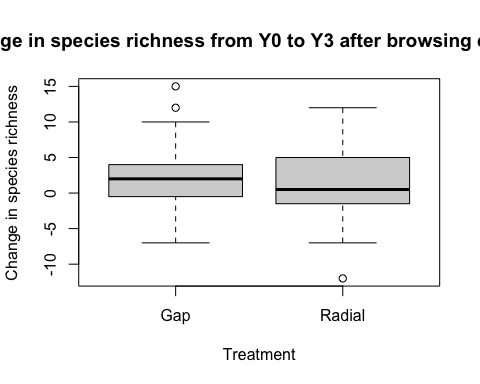 ge in species richness from Y0 to Y3 after browsing
Change in species richness
15
10
5
0
-5
-10
Gap Radial
Treatment